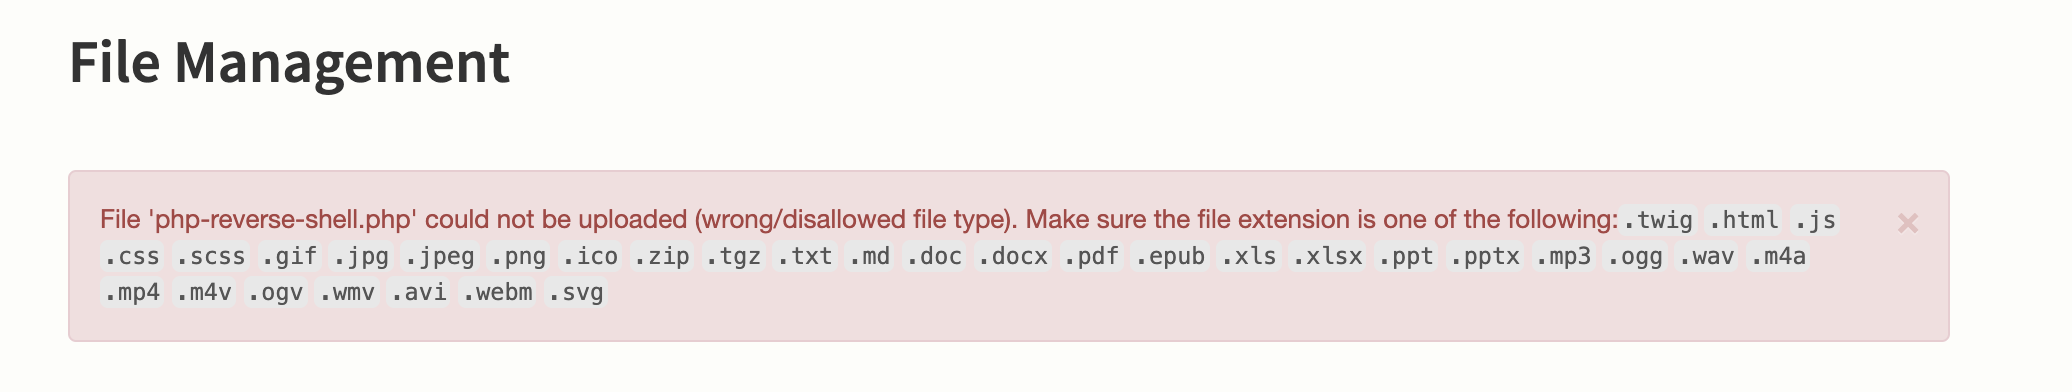 File Management
File 'php-reverse-shell.php' could not be uploaded (wrong/disallowed file type). Make sure the file extension is one of the following: .twig .html .js
.css .scss .gif .jpg .jpeg .png .ico .zip .tgz .txt .md .doc .docx .pdf .epub .xls .xlsx .ppt .pptx .mp3 .ogg .wav .m4a
.mp4 .m4v .ogv .wmv .avi .webm .svg